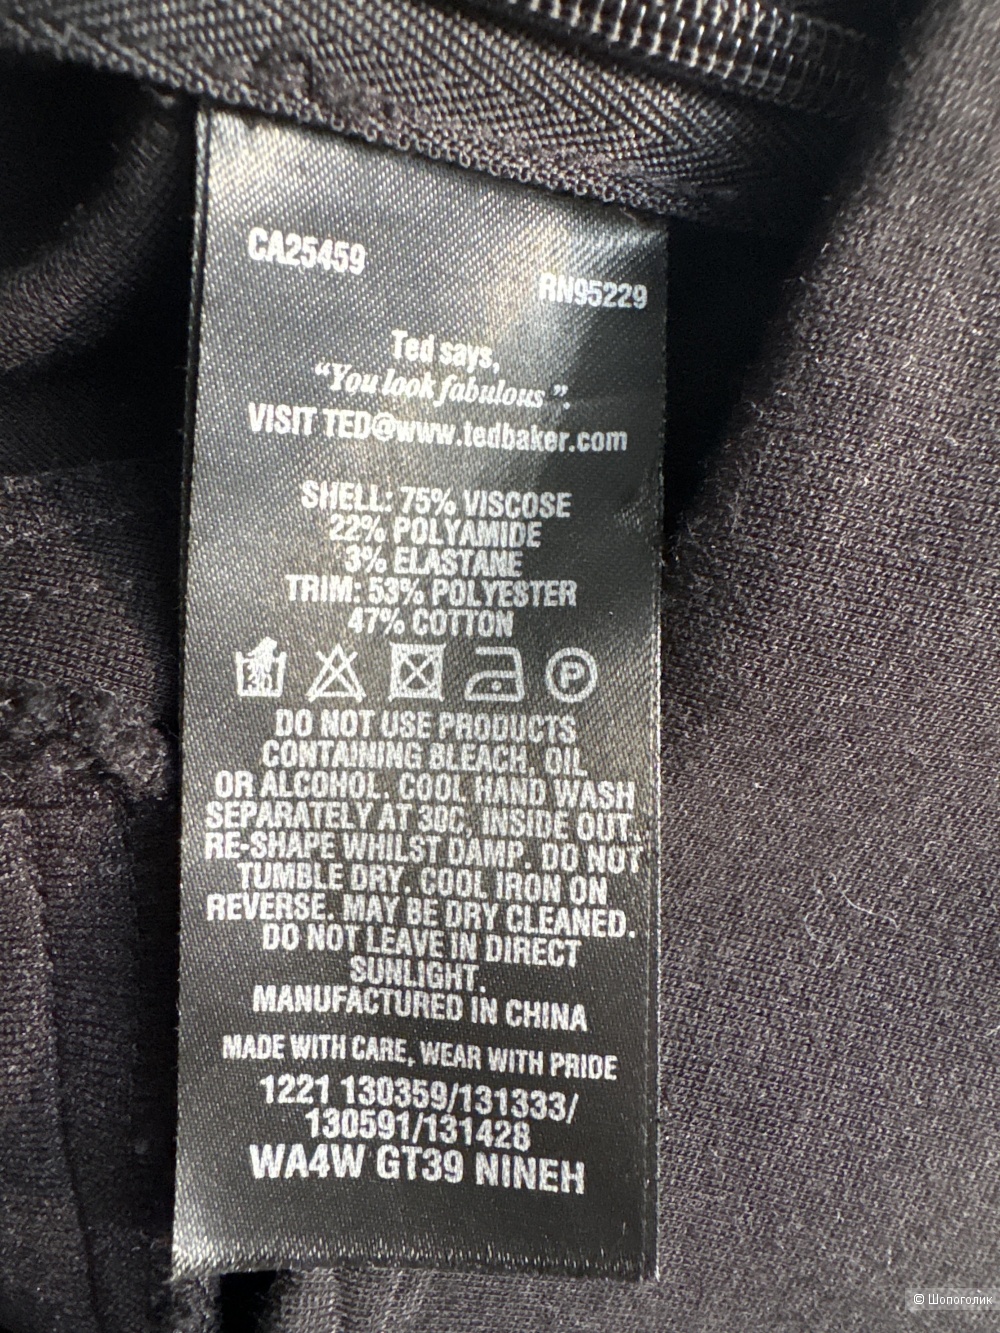 CA25459
RN95229
Ted says,
“You look fabulous”.
VISIT TED@www.tedbaker.com
SHELL: 75% VISCOSE
22% POLYAMIDE
3% ELASTANE
TRIM: 53% POLYESTER
47% COTTON
P
DO NOT USE PRODUCTS
CONTAINING BLEACH, OIL
OR ALCOHOL. COOL HAND WASH
SEPARATELY AT 30C, INSIDE OUT.
RE-SHAPE WHILST DAMP. DO NOT
TUMBLE DRY. COOL IRON ON
REVERSE. MAY BE DRY CLEANED.
DO NOT LEAVE IN DIRECT
SUNLIGHT.
MANUFACTURED IN CHINA
MADE WITH CARE, WEAR WITH PRIDE
1221 130359/131333/
130591/131428
WA4W GT39 NINEH
© Шопоголик